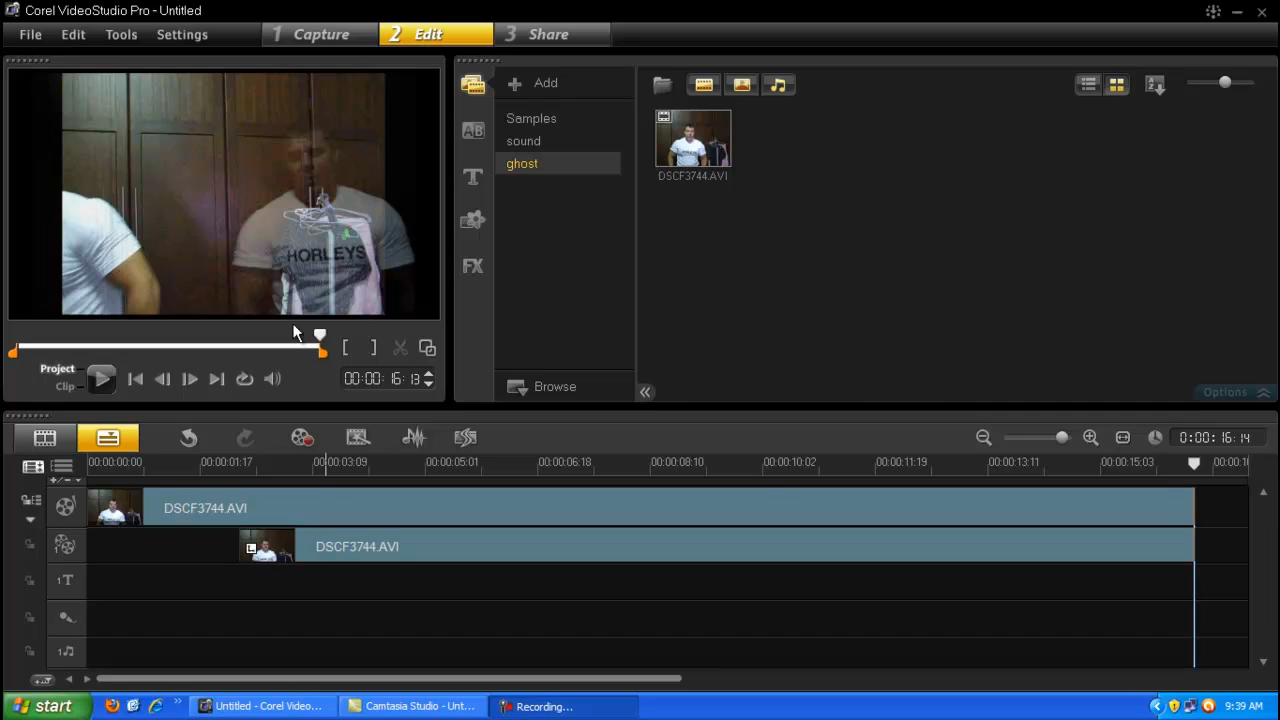 Corel VideoStudio Pro - Untitled
File Edit Tools Settings 1 Capture 2 Edit 3 Share
Add
Samples
sound
ghost
DSCF3744.AVI
HORLEYS
Project
Clip
00:00:16:13
Browse
Options
0:00:16:14
00:00:00:00 00:00:01:17 00:00:03:09 00:00:05:01 00:00:06:18 00:00:08:10 00:00:10:02 00:00:11:19 00:00:13:11 00:00:15:03
DSCF3744.AVI
DSCF3744.AVI
start Untitled - Corel Video... Camtasia Studio - Unt... Recording... 9:39 AM